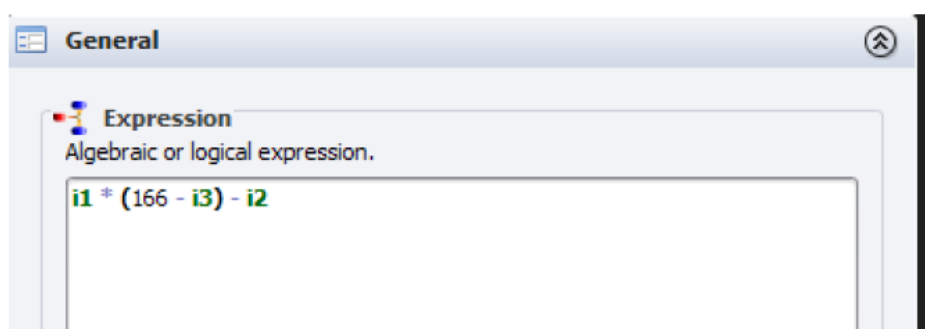 General
Expression
Algebraic or logical expression.
i1 * (166 - i3) - i2